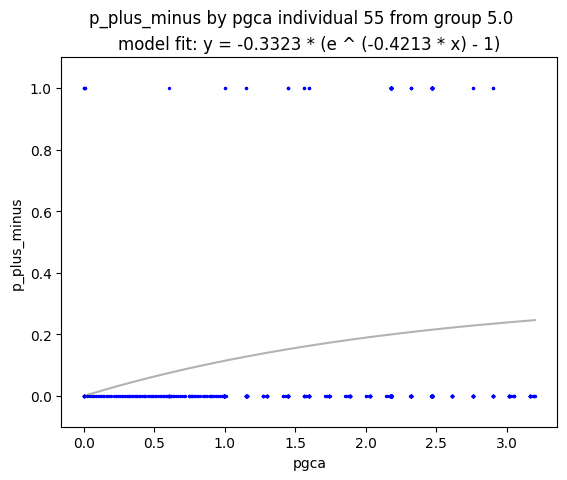 p_plus_minus by pgca individual 55 from group 5.0
model fit: y = -0.3323 * (e ^ (-0.4213 * x) - 1)
1.0
0.8
0.6
0.4
0.2
0.0
p_plus_minus
0.0 0.5 1.0 1.5 2.0 2.5 3.0
pgca